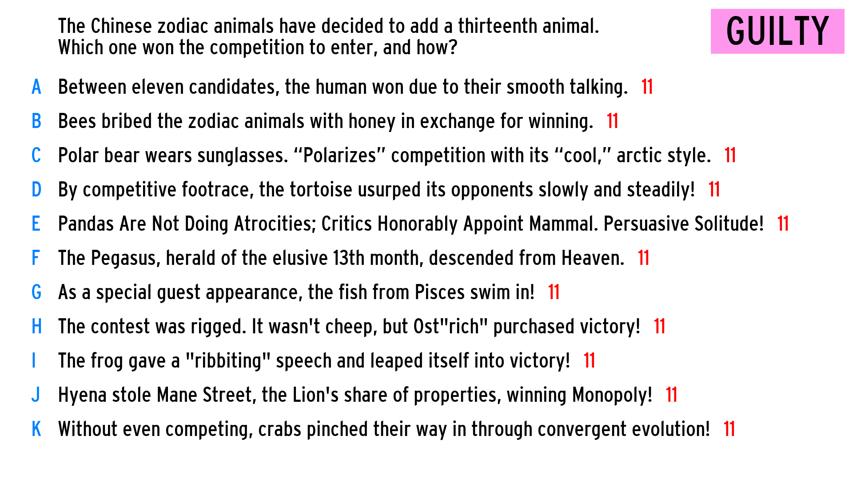 The Chinese zodiac animals have decided to add a thirteenth animal.
Which one won the competition to enter, and how?
GUILTY
A Between eleven candidates, the human won due to their smooth talking. 11
B Bees bribed the zodiac animals with honey in exchange for winning. 11
C Polar bear wears sunglasses. “Polarizes” competition with its “cool,” arctic style. 11
D By competitive footrace, the tortoise usurped its opponents slowly and steadily! 11
E Pandas Are Not Doing Atrocities; Critics Honorably Appoint Mammal. Persuasive Solitude! 11
F The Pegasus, herald of the elusive 13th month, descended from Heaven. 11
G As a special guest appearance, the fish from Pisces swim in! 11
H The contest was rigged. It wasn't cheep, but Ost"rich" purchased victory! 11
I The frog gave a "ribbiting" speech and leaped itself into victory! 11
J Hyena stole Mane Street, the Lion's share of properties, winning Monopoly! 11
K Without even competing, crabs pinched their way in through convergent evolution! 11